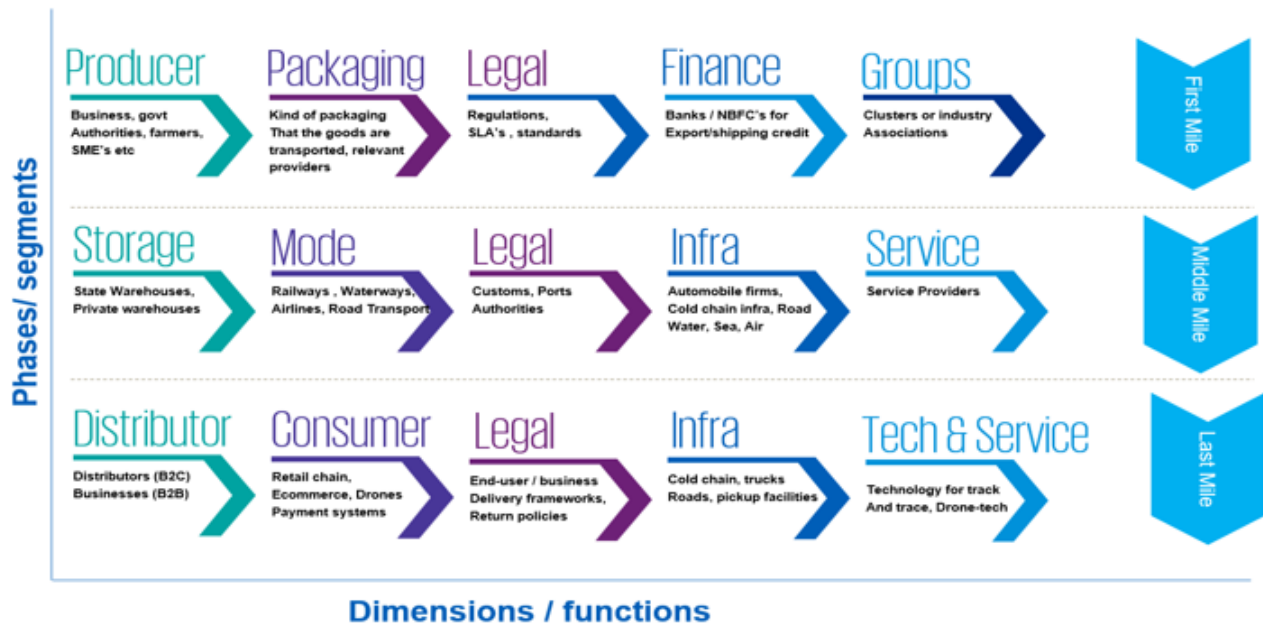 Producer
Business, govt
Authorities, farmers,
SME's etc
Packaging
Kind of packaging
That the goods are
transported, relevant
providers
Legal
Regulations,
SLA's , standards
Finance
Banks / NBFC's for
Export/shipping credit
Groups
Clusters or industry
Associations
First Mile
Storage
State Warehouses,
Private warehouses
Mode
Railways , Waterways,
Airlines, Road Transport
Legal
Customs, Ports
Authorities
Infra
Automobile firms,
Cold chain infra, Road
Water, Sea, Air
Service
Service Providers
Middle Mile
Distributor
Distributors (B2C)
Businesses (B2B)
Consumer
Retail chain,
Ecommerce, Drones
Payment systems
Legal
End-user / business
Delivery frameworks,
Return policies
Infra
Cold chain, trucks
Roads, pickup facilities
Tech & Service
Technology for track
And trace, Drone-tech
Last Mile
Phases/ segments
Dimensions / functions